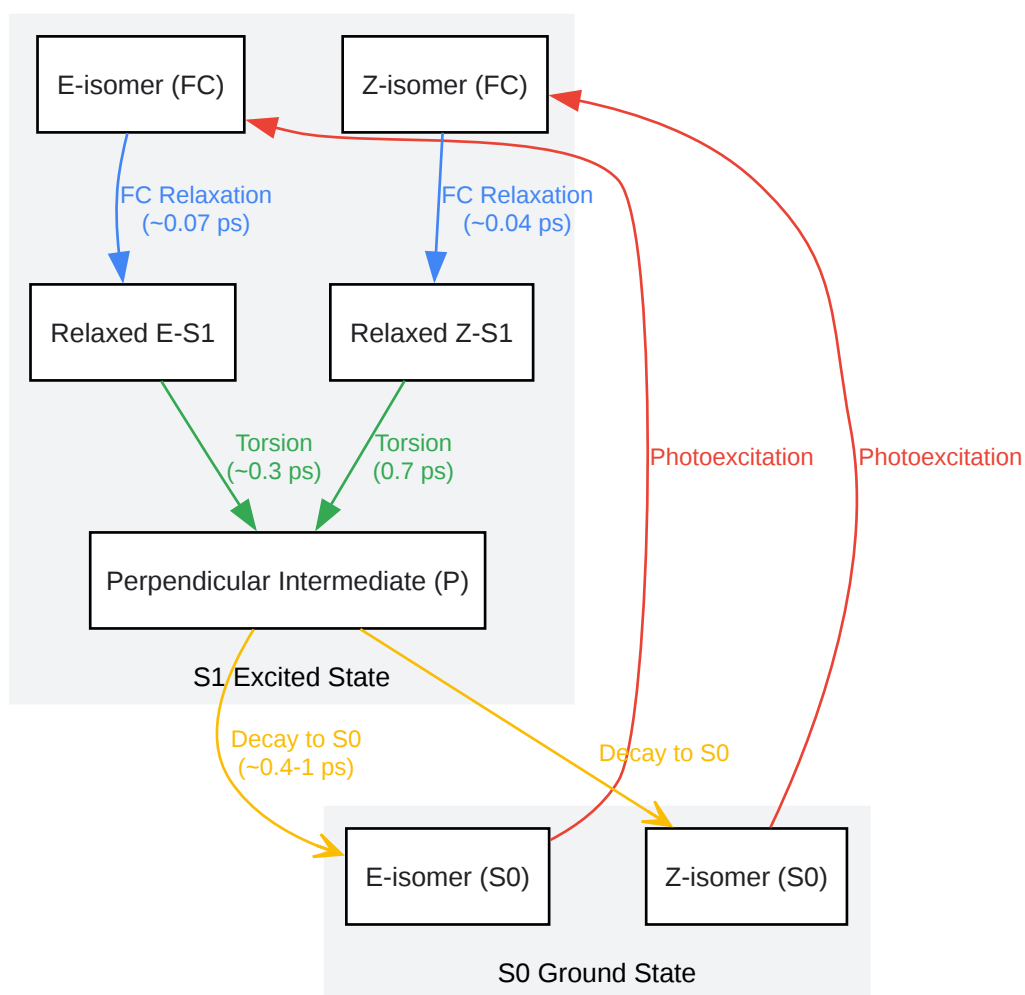 E-isomer (FC)
Z-isomer (FC)
FC Relaxation
(~0.07 ps)
FC Relaxation
(~0.04 ps)
Relaxed E-S1
Relaxed Z-S1
Torsion
(~0.3 ps)
Torsion
(0.7 ps)
Photoexcitation
Photoexcitation
Perpendicular Intermediate (P)
S1 Excited State
Decay to S0
(~0.4-1 ps)
Decay to S0
E-isomer (S0)
Z-isomer (S0)
S0 Ground State